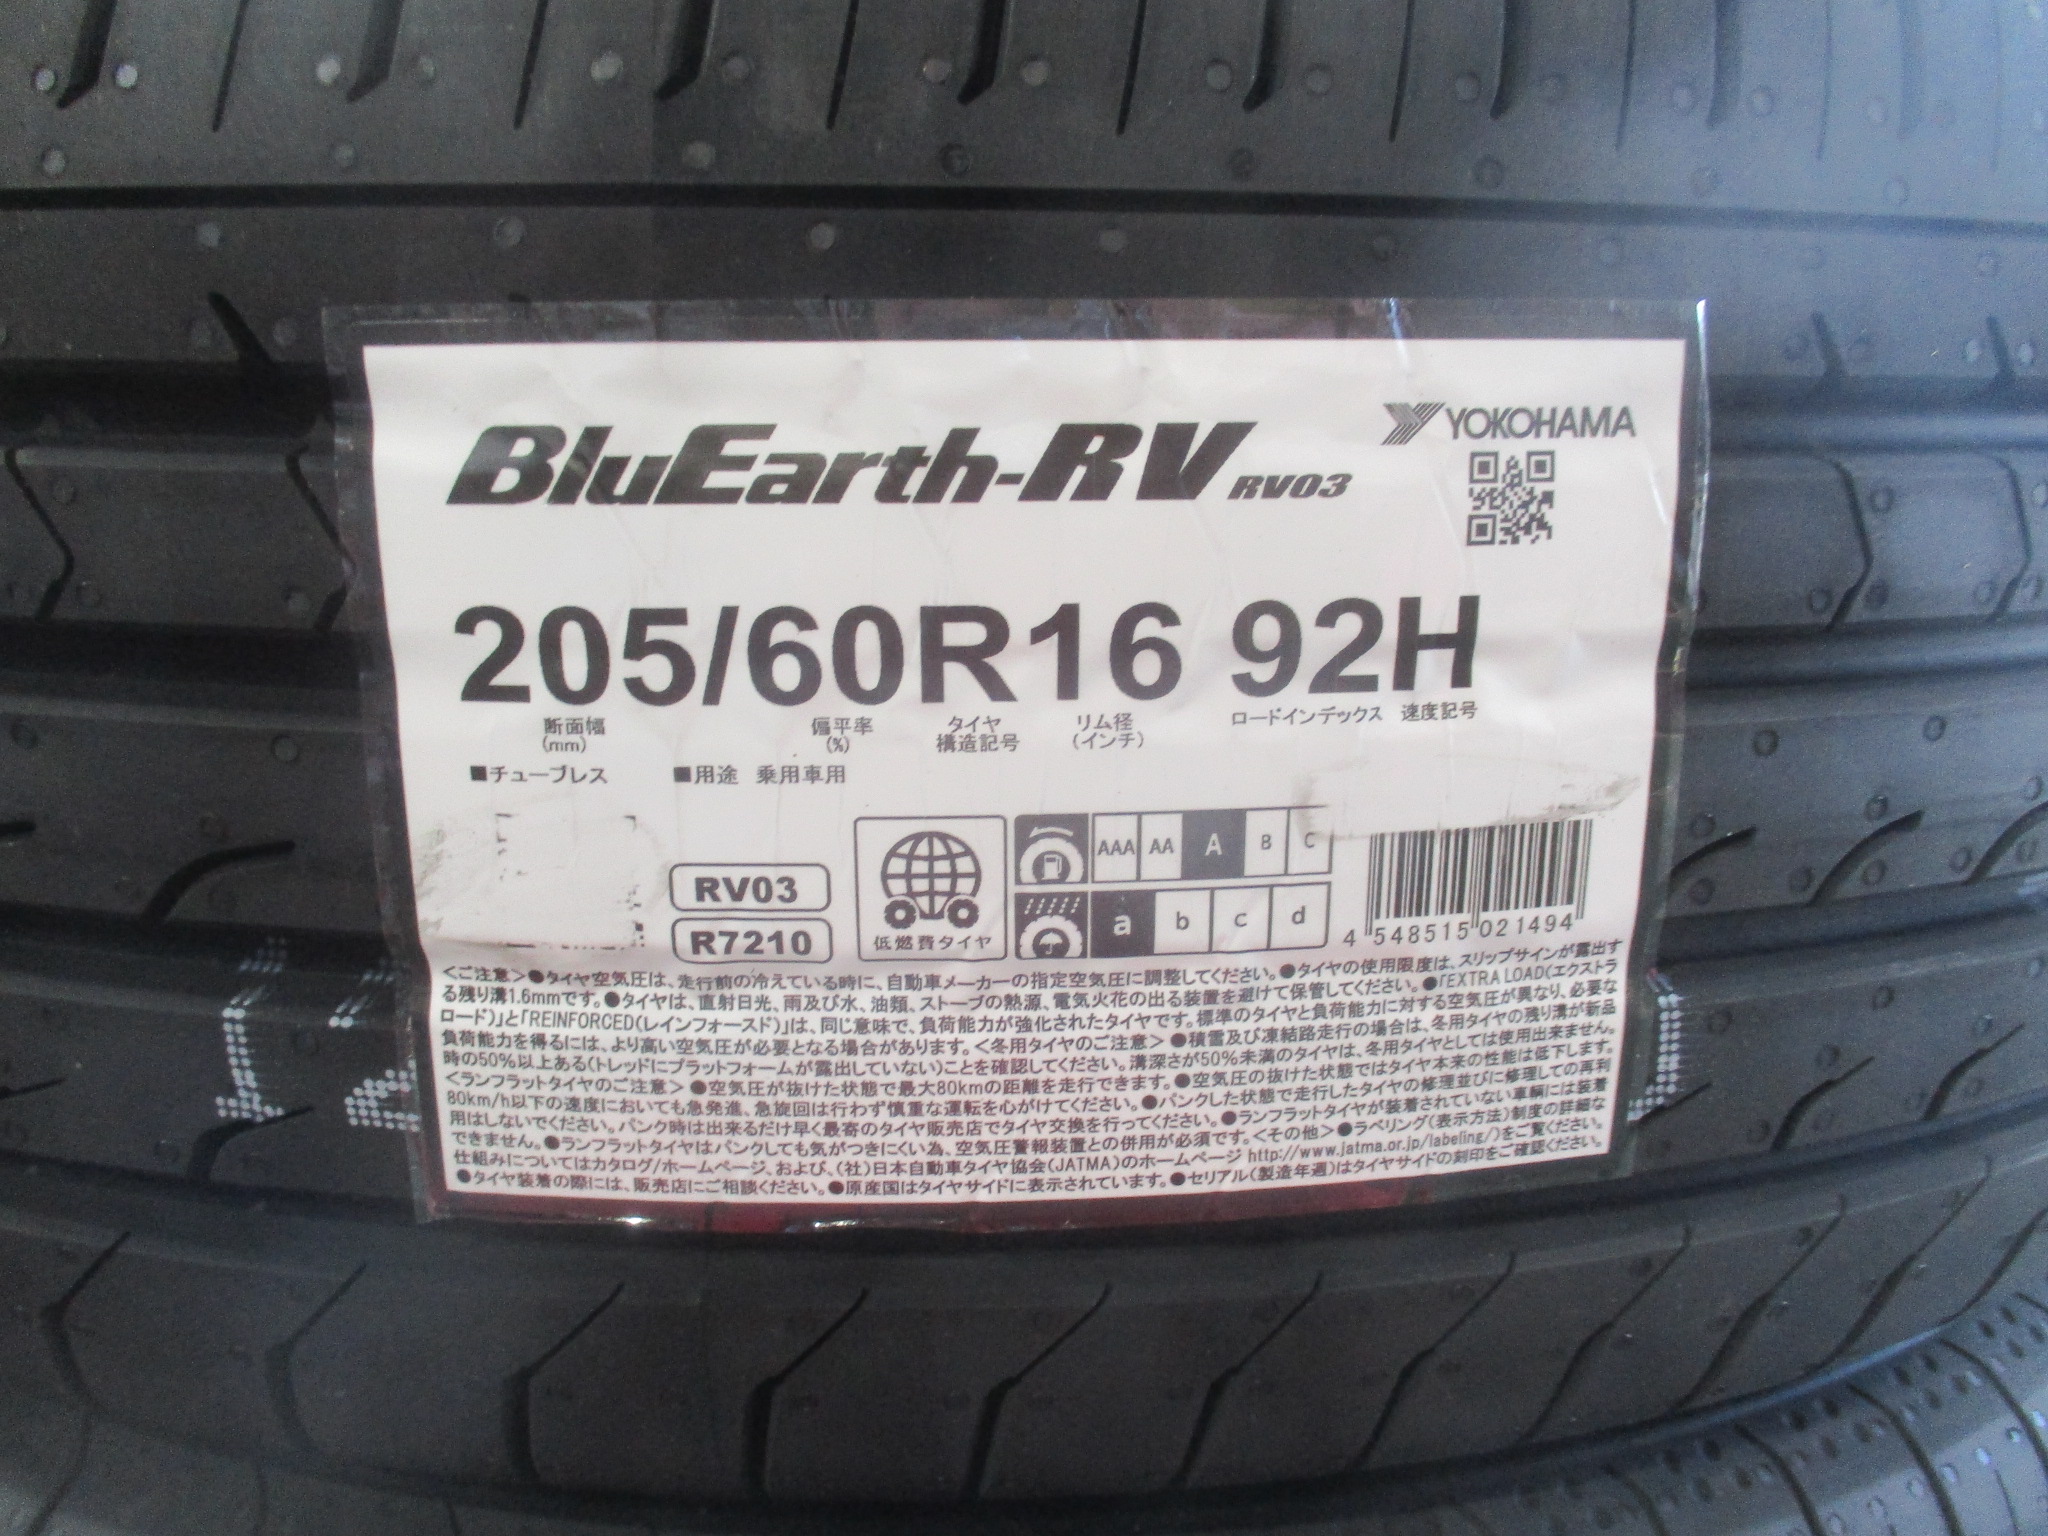 BluEarth-RV RV03
YOKOHAMA
205/60R16 92H
断面幅 偏平率 タイヤ リム径 ロードインデックス 速度記号
(mm) (%) 構造記号 (インチ)
■チューブレス ■用途 乗用車用
AAA AA A B C
RV03
R7210
低燃費タイヤ
a b c d
4 548515 021494
<ご注意>●タイヤ空気圧は、走行前の冷えている時に、自動車メーカーの指定空気圧に調整してください。●タイヤの使用限度は、スリップサインが露出す
る残り溝1.6mmです。●タイヤは、直射日光、雨及び水、油類、ストーブの熱源、電気火花の出る装置を避けて保管してください。●「EXTRA LOAD(エクストラ
ロード)」と「REINFORCED(レインフォースド)」は、同じ意味で、負荷能力が強化されたタイヤです。標準のタイヤと負荷能力に対する空気圧が異なり、必要な
負荷能力を得るには、より高い空気圧が必要となる場合があります。<冬用タイヤのご注意>●積雪及び凍結路走行の場合は、冬用タイヤの残り溝が新品
時の50%以上ある(トレッドにプラットフォームが露出していない)ことを確認してください。溝深さが50%未満のタイヤは、冬用タイヤとしては使用出来ません。
<ランフラットタイヤのご注意>●空気圧が抜けた状態で最大80kmの距離を走行できます。●空気圧の抜けた状態ではタイヤ本来の性能は低下します。
80km/h以下の速度においても急発進、急旋回は行わず慎重な運転を心がけてください。●パンクした状態で走行したタイヤの修理並びに修理しての再利
用はしないでください。パンク時は出来るだけ早く最寄のタイヤ販売店でタイヤ交換を行ってください。●ランフラットタイヤが装着されていない車輌には装着
できません。●ランフラットタイヤはパンクしても気がつきにくい為、空気圧警報装置との併用が必須です。<その他>●ラベリング(表示方法)制度の詳細な
仕組みについてはカタログ/ホームページ、および、(社)日本自動車タイヤ協会(JATMA)のホームページ http://www.jatma.or.jp/labeling/)をご覧ください。
●タイヤ装着の際には、販売店にご相談ください。●原産国はタイヤサイドに表示されています。●セリアル(製造年週)はタイヤサイドの刻印をご確認ください。